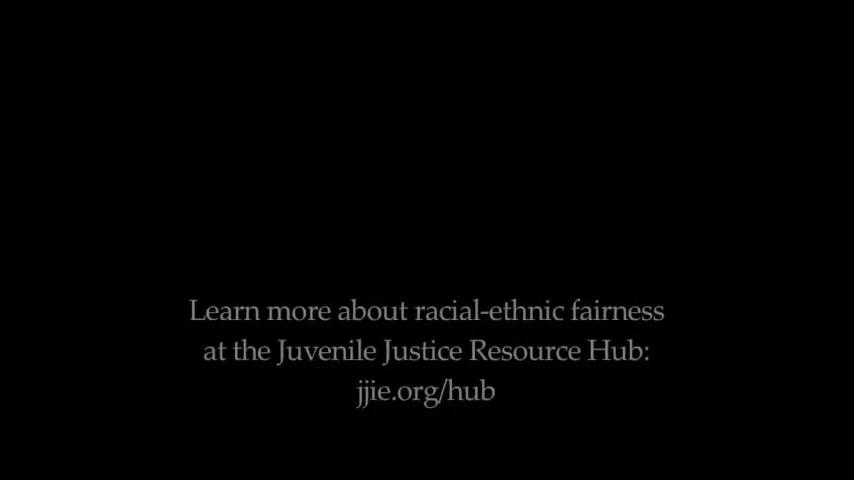 Learn more about racial-ethnic fairness
at the Juvenile Justice Resource Hub:
jjie.org/hub